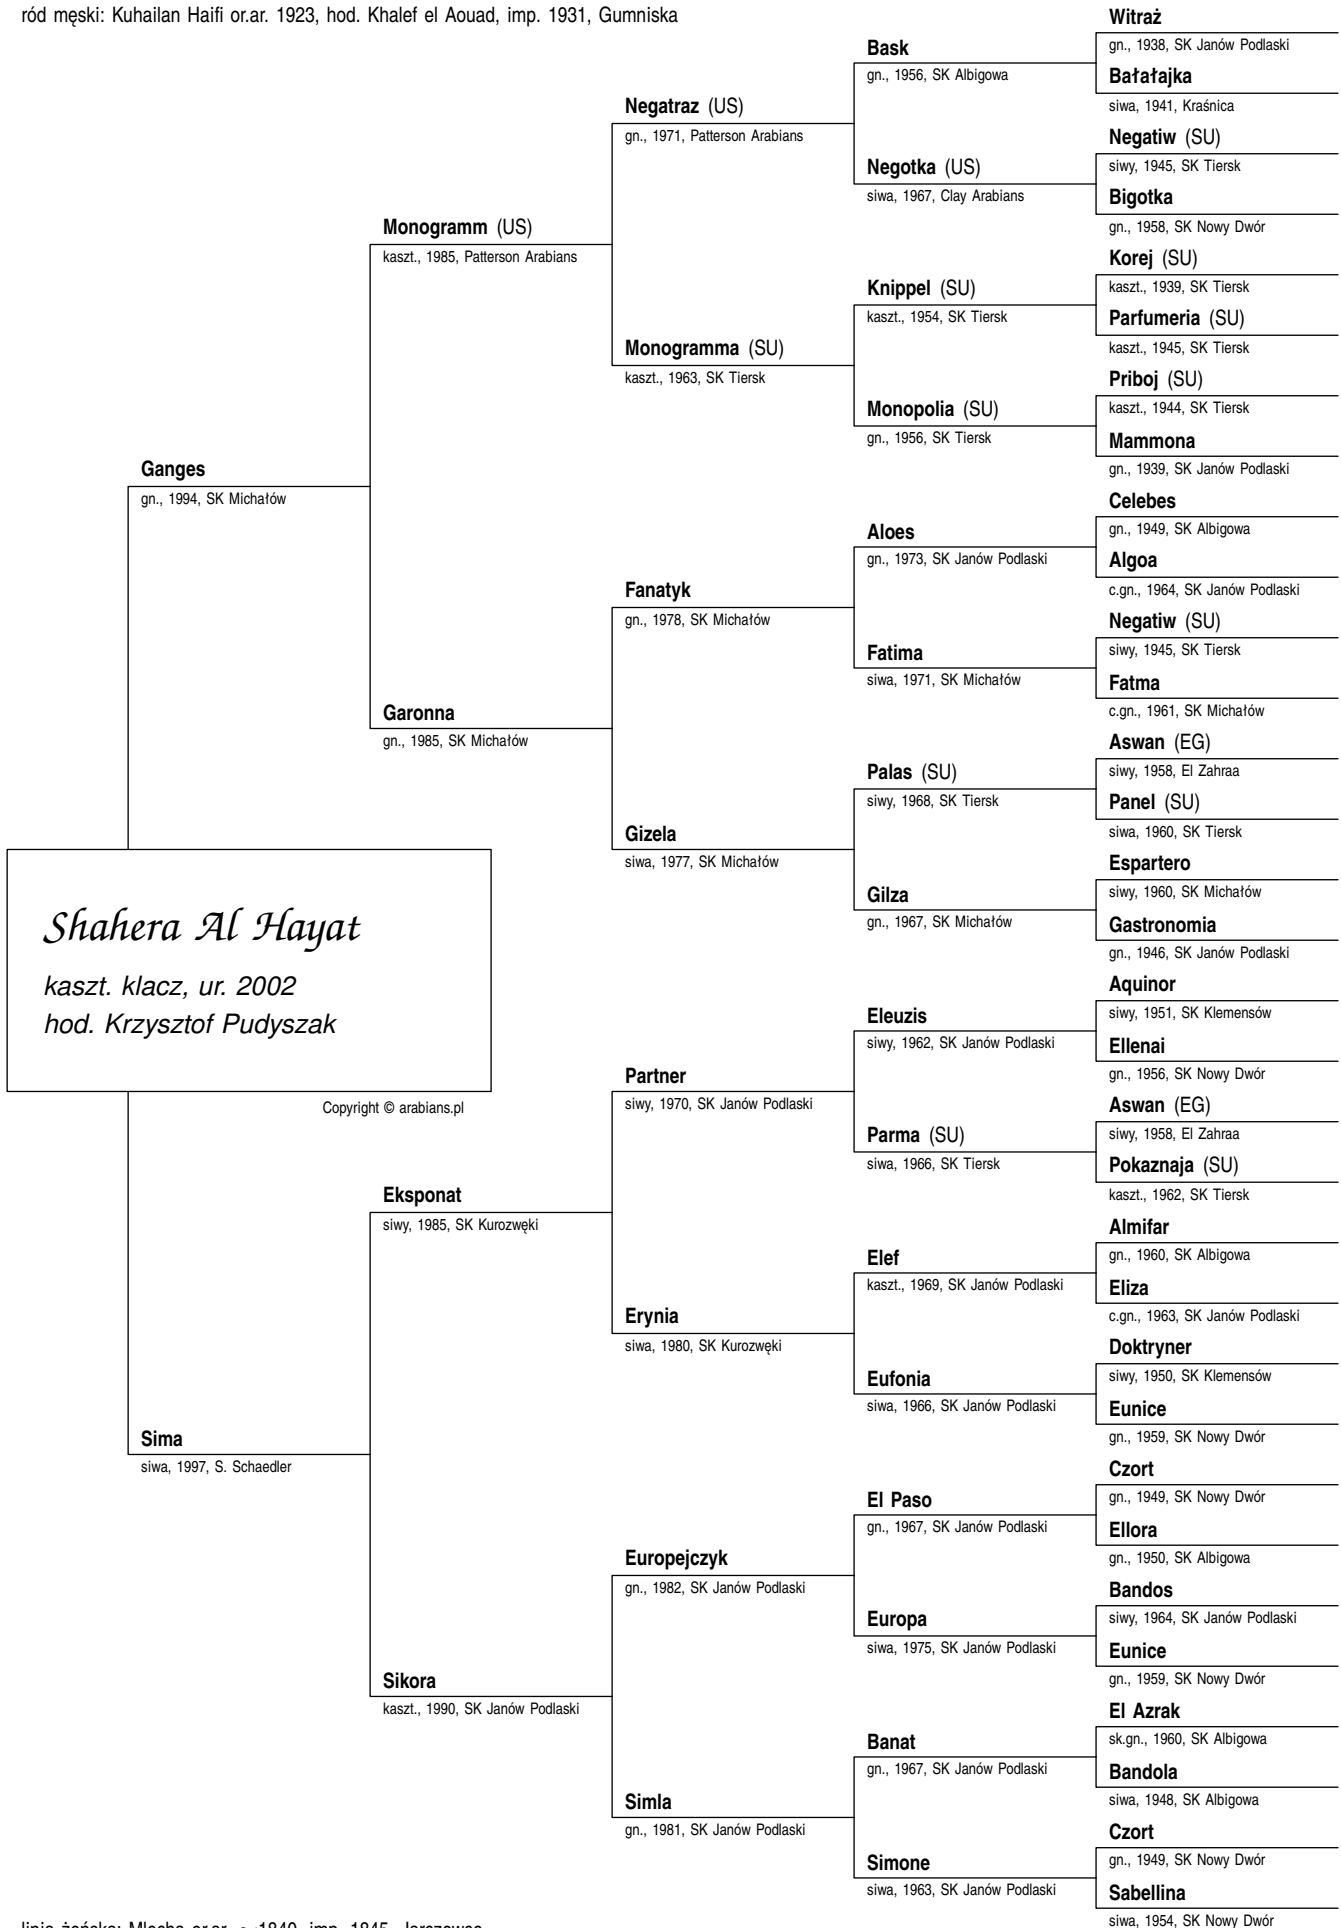 ród męski: Kuhailan Haifi or.ar. 1923, hod. Khalef el Aouad, imp. 1931, Gumniska
Shahera Al Hayat
kaszt. klacz, ur. 2002
hod. Krzysztof Pudyszak
Copyright © arabians.pl
Ganges
gn., 1994, SK Michałów
Sima
siwa, 1997, S. Schaedler
Monogramm (US)
kaszt., 1985, Patterson Arabians
Garonna
gn., 1985, SK Michałów
Eksponat
siwy, 1985, SK Kurozwęki
Sikora
kaszt., 1990, SK Janów Podlaski
Negatraz (US)
gn., 1971, Patterson Arabians
Monogramma (SU)
kaszt., 1963, SK Tiersk
Fanatyk
gn., 1978, SK Michałów
Gizela
siwa, 1977, SK Michałów
Partner
siwy, 1970, SK Janów Podlaski
Erynia
siwa, 1980, SK Kurozwęki
Europejczyk
gn., 1982, SK Janów Podlaski
Simla
gn., 1981, SK Janów Podlaski
Bask
gn., 1956, SK Albigowa
Negotka (US)
siwa, 1967, Clay Arabians
Knippel (SU)
kaszt., 1954, SK Tiersk
Monopolia (SU)
gn., 1956, SK Tiersk
Aloes
gn., 1973, SK Janów Podlaski
Fatima
siwa, 1971, SK Michałów
Palas (SU)
siwy, 1968, SK Tiersk
Gilza
gn., 1967, SK Michałów
Eleuzis
siwy, 1962, SK Janów Podlaski
Parma (SU)
siwa, 1966, SK Tiersk
Elef
kaszt., 1969, SK Janów Podlaski
Eufonia
siwa, 1966, SK Janów Podlaski
El Paso
gn., 1967, SK Janów Podlaski
Europa
siwa, 1975, SK Janów Podlaski
Banat
gn., 1967, SK Janów Podlaski
Simone
siwa, 1963, SK Janów Podlaski
Witraż
gn., 1938, SK Janów Podlaski
Bałałajka
siwa, 1941, Kraśnica
Negatiw (SU)
siwy, 1945, SK Tiersk
Bigotka
gn., 1958, SK Nowy Dwór
Korej (SU)
kaszt., 1939, SK Tiersk
Parfumeria (SU)
kaszt., 1945, SK Tiersk
Priboj (SU)
kaszt., 1944, SK Tiersk
Mammona
gn., 1939, SK Janów Podlaski
Celebes
gn., 1949, SK Albigowa
Algoa
c.gn., 1964, SK Janów Podlaski
Negatiw (SU)
siwy, 1945, SK Tiersk
Fatma
c.gn., 1961, SK Michałów
Aswan (EG)
siwy, 1958, El Zahraa
Panel (SU)
siwa, 1960, SK Tiersk
Espartero
siwy, 1960, SK Michałów
Gastronomia
gn., 1946, SK Janów Podlaski
Aquinor
siwy, 1951, SK Klemensów
Ellenai
gn., 1956, SK Nowy Dwór
Aswan (EG)
siwy, 1958, El Zahraa
Pokaznaja (SU)
kaszt., 1962, SK Tiersk
Almifar
gn., 1960, SK Albigowa
Eliza
c.gn., 1963, SK Janów Podlaski
Doktryner
siwy, 1950, SK Klemensów
Eunice
gn., 1959, SK Nowy Dwór
Czort
gn., 1949, SK Nowy Dwór
Ellora
gn., 1950, SK Albigowa
Bandos
siwy, 1964, SK Janów Podlaski
Eunice
gn., 1959, SK Nowy Dwór
El Azrak
sk.gn., 1960, SK Albigowa
Bandola
siwa, 1948, SK Albigowa
Czort
gn., 1949, SK Nowy Dwór
Sabellina
siwa, 1954, SK Nowy Dwór
linia żeńska: Mlecha or.ar. ~ 1840, imp. 1845, Jarczowce